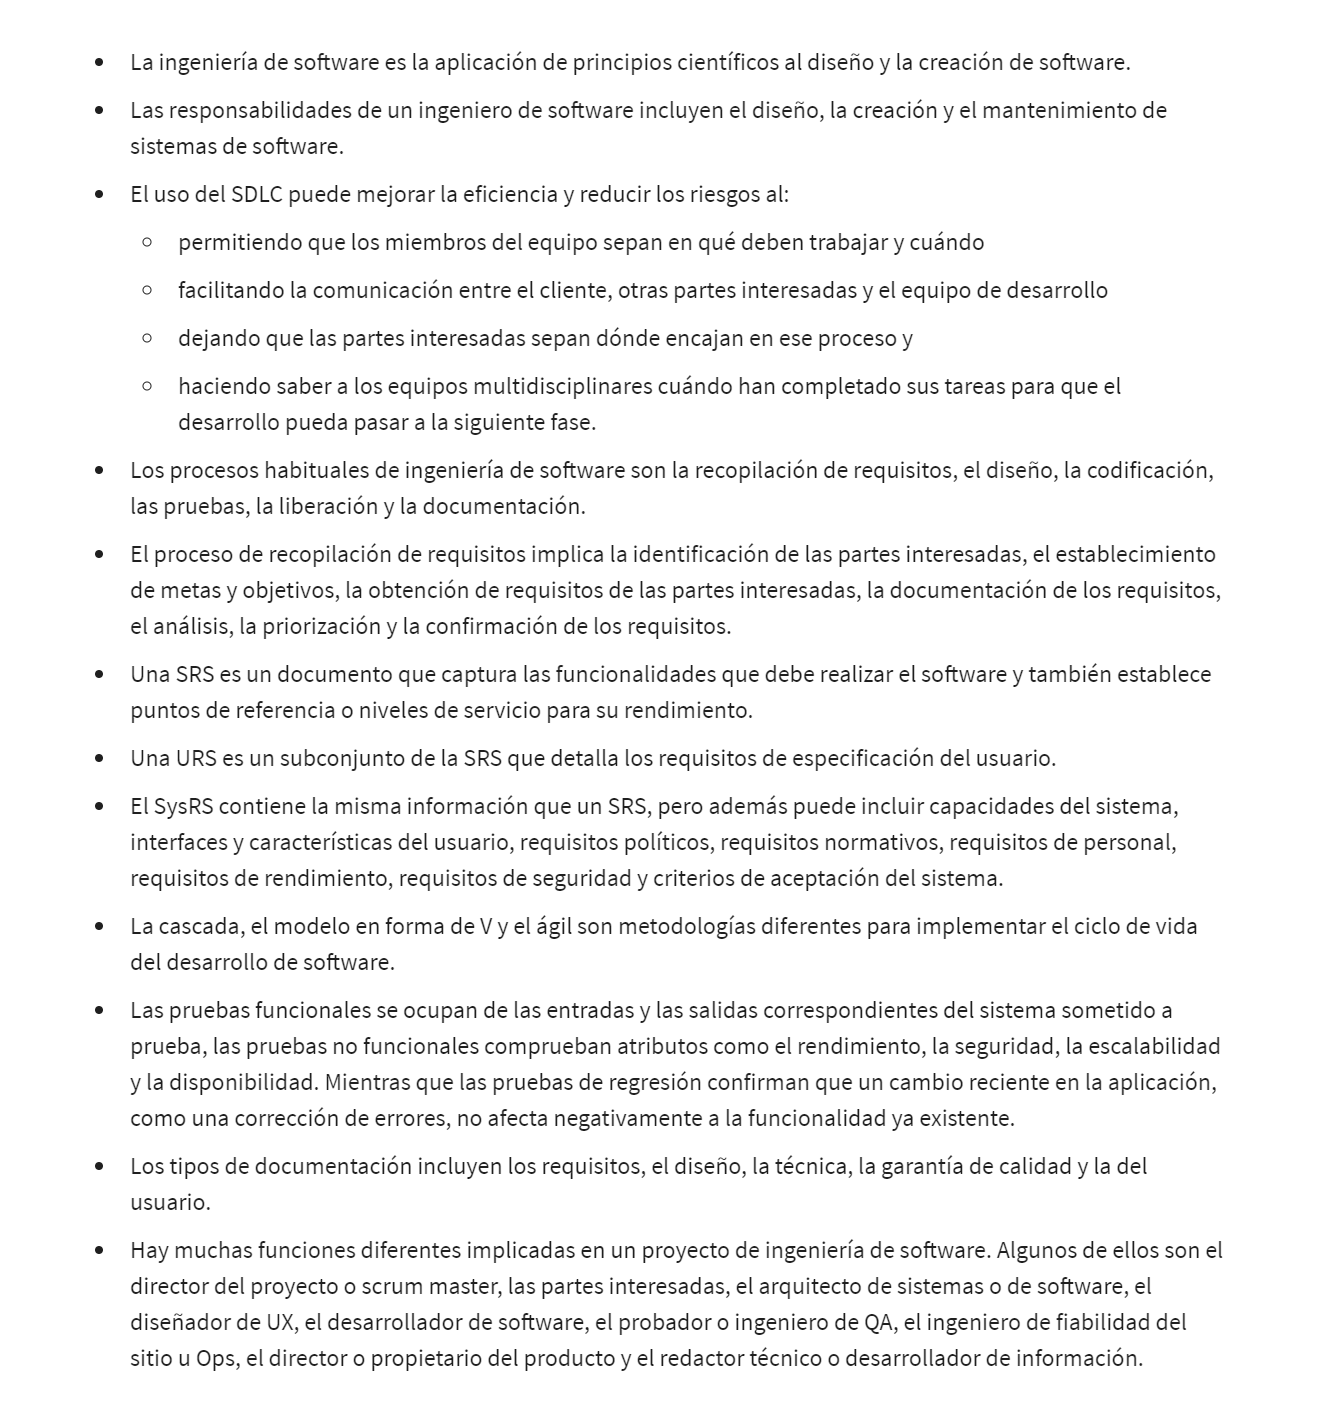 La ingeniería de software es la aplicación de principios científicos al diseño y la creación de software.
Las responsabilidades de un ingeniero de software incluyen el diseño, la creación y el mantenimiento de
sistemas de software.
El uso del SDLC puede mejorar la eficiencia y reducir los riesgos al:
permitiendo que los miembros del equipo sepan en qué deben trabajar y cuándo
facilitando la comunicación entre el cliente, otras partes interesadas y el equipo de desarrollo
dejando que las partes interesadas sepan dónde encajan en ese proceso y
haciendo saber a los equipos multidisciplinares cuándo han completado sus tareas para que el
desarrollo pueda pasar a la siguiente fase.
Los procesos habituales de ingeniería de software son la recopilación de requisitos, el diseño, la codificación,
las pruebas, la liberación y la documentación.
El proceso de recopilación de requisitos implica la identificación de las partes interesadas, el establecimiento
de metas y objetivos, la obtención de requisitos de las partes interesadas, la documentación de los requisitos,
el análisis, la priorización y la confirmación de los requisitos.
Una SRS es un documento que captura las funcionalidades que debe realizar el software y también establece
puntos de referencia o niveles de servicio para su rendimiento.
Una URS es un subconjunto de la SRS que detalla los requisitos de especificación del usuario.
El SysRS contiene la misma información que un SRS, pero además puede incluir capacidades del sistema,
interfaces y características del usuario, requisitos políticos, requisitos normativos, requisitos de personal,
requisitos de rendimiento, requisitos de seguridad y criterios de aceptación del sistema.
La cascada, el modelo en forma de V y el ágil son metodologías diferentes para implementar el ciclo de vida
del desarrollo de software.
Las pruebas funcionales se ocupan de las entradas y las salidas correspondientes del sistema sometido a
prueba, las pruebas no funcionales comprueban atributos como el rendimiento, la seguridad, la escalabilidad
y la disponibilidad. Mientras que las pruebas de regresión confirman que un cambio reciente en la aplicación,
como una corrección de errores, no afecta negativamente a la funcionalidad ya existente.
Los tipos de documentación incluyen los requisitos, el diseño, la técnica, la garantía de calidad y la del
usuario.
Hay muchas funciones diferentes implicadas en un proyecto de ingeniería de software. Algunos de ellos son el
director del proyecto o scrum master, las partes interesadas, el arquitecto de sistemas o de software, el
diseñador de UX, el desarrollador de software, el probador o ingeniero de QA, el ingeniero de fiabilidad del
sitio u Ops, el director o propietario del producto y el redactor técnico o desarrollador de información.